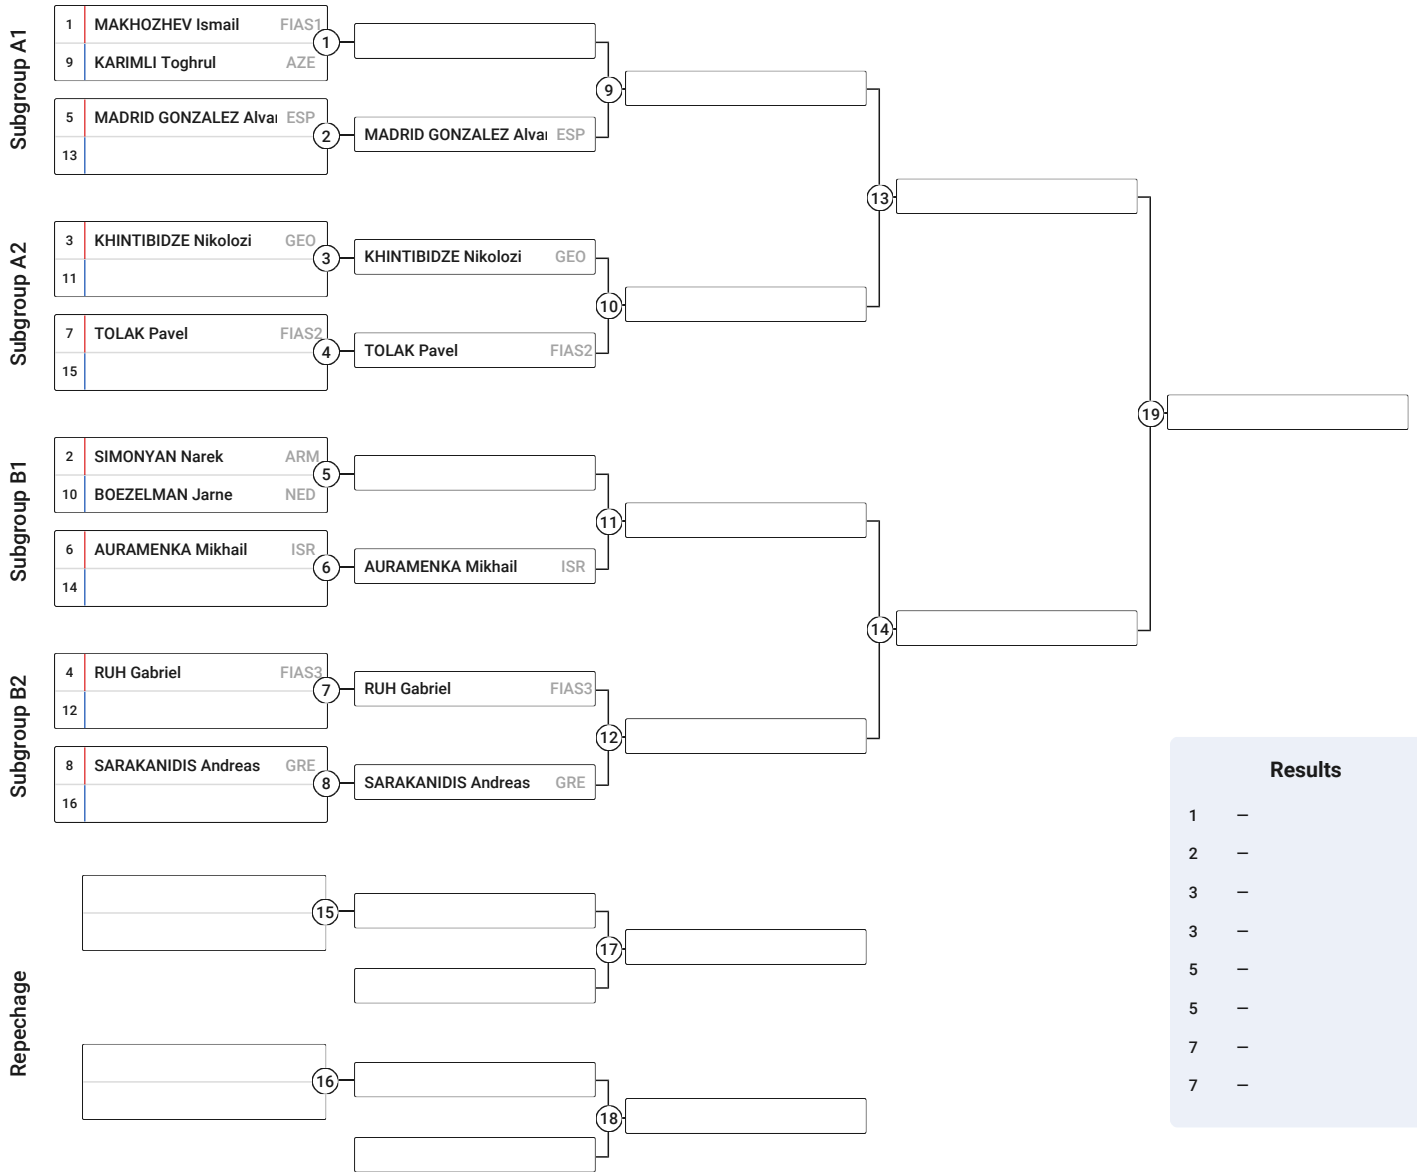 Subgroup A1
1 MAKHOZHEV Ismail FIAS1
9 KARIMLI Toghrul AZE
1
5 MADRID GONZALEZ Alvar ESP
13
2
MADRID GONZALEZ Alvar ESP
9
Subgroup A2
3 KHINTIBIDZE Nikolozi GEO
11
3
KHINTIBIDZE Nikolozi GEO
7 TOLAK Pavel FIAS2
15
4
TOLAK Pavel FIAS2
10
13
Subgroup B1
2 SIMONYAN Narek ARM
10 BOEZELMAN Jarne NED
5
6 AURAMENKA Mikhail ISR
14
6
AURAMENKA Mikhail ISR
11
Subgroup B2
4 RUH Gabriel FIAS3
12
7
RUH Gabriel FIAS3
8 SARAKANIDIS Andreas GRE
16
8
SARAKANIDIS Andreas GRE
12
14
19
Repechage
15
17
16
18
Results
1 –
2 –
3 –
3 –
5 –
5 –
7 –
7 –